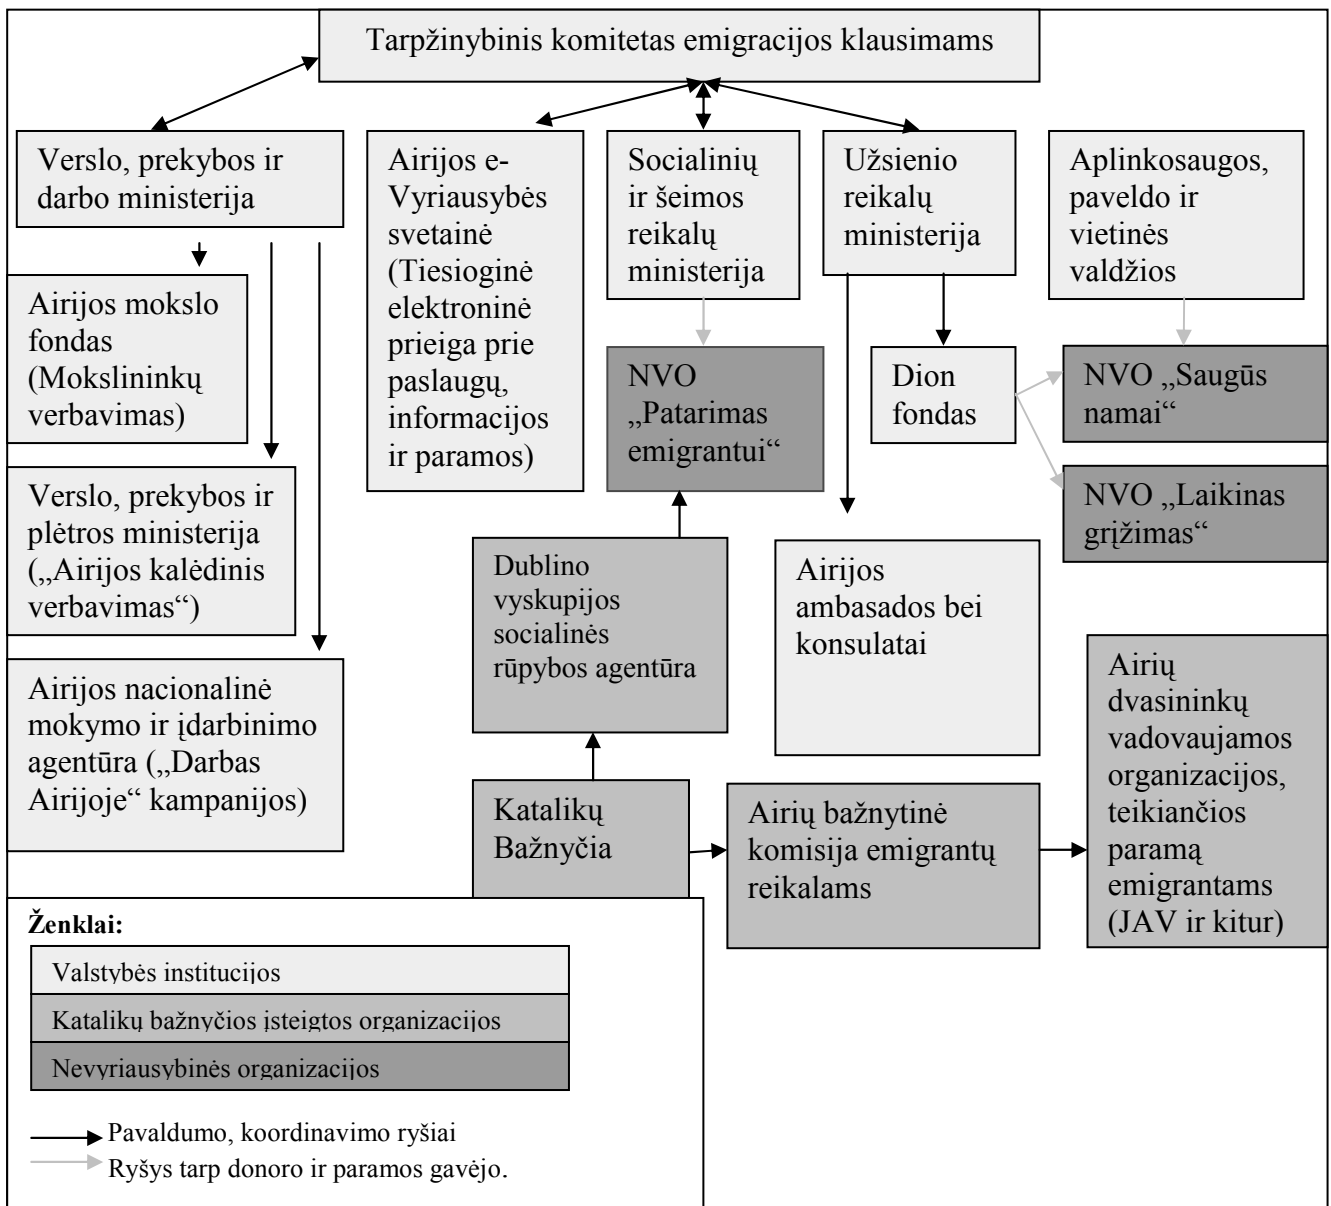 Tarpžinybinis komitetas emigracijos klausimams
Verslo, prekybos ir
darbo ministerija
Airijos e-
Vyriausybės
svetainė
(Tiesioginė
elektroninė
prieiga prie
paslaugų,
informacijos
ir paramos)
Socialinių
ir šeimos
reikalų
ministerija
Užsienio
reikalų
ministerija
Aplinkosaugos,
paveldo ir
vietinės
valdžios
Airijos mokslo
fondas
(Mokslininkų
verbavimas)
NVO
„Patarimas
emigrantui“
Dion
fondas
NVO „Saugūs
namai“
NVO „Laikinas
grįžimas“
Verslo, prekybos ir
plėtros ministerija
(„Airijos kalėdinis
verbavimas“)
Dublino
vyskupijos
socialinės
rūpybos agentūra
Airijos
ambasados bei
konsulatai
Airijos nacionalinė
mokymo ir įdarbinimo
agentūra („Darbas
Airijoje“ kampanijos)
Airių
dvasininkų
vadovaujamos
organizacijos,
teikiančios
paramą
emigrantams
(JAV ir kitur)
Katalikų
Bažnyčia
Airių bažnytinė
komisija emigrantų
reikalams
Ženklai:
Valstybės institucijos
Katalikų bažnyčios įsteigtos organizacijos
Nevyriausybinės organizacijos
Pavaldumo, koordinavimo ryšiai
Ryšys tarp donoro ir paramos gavėjo.